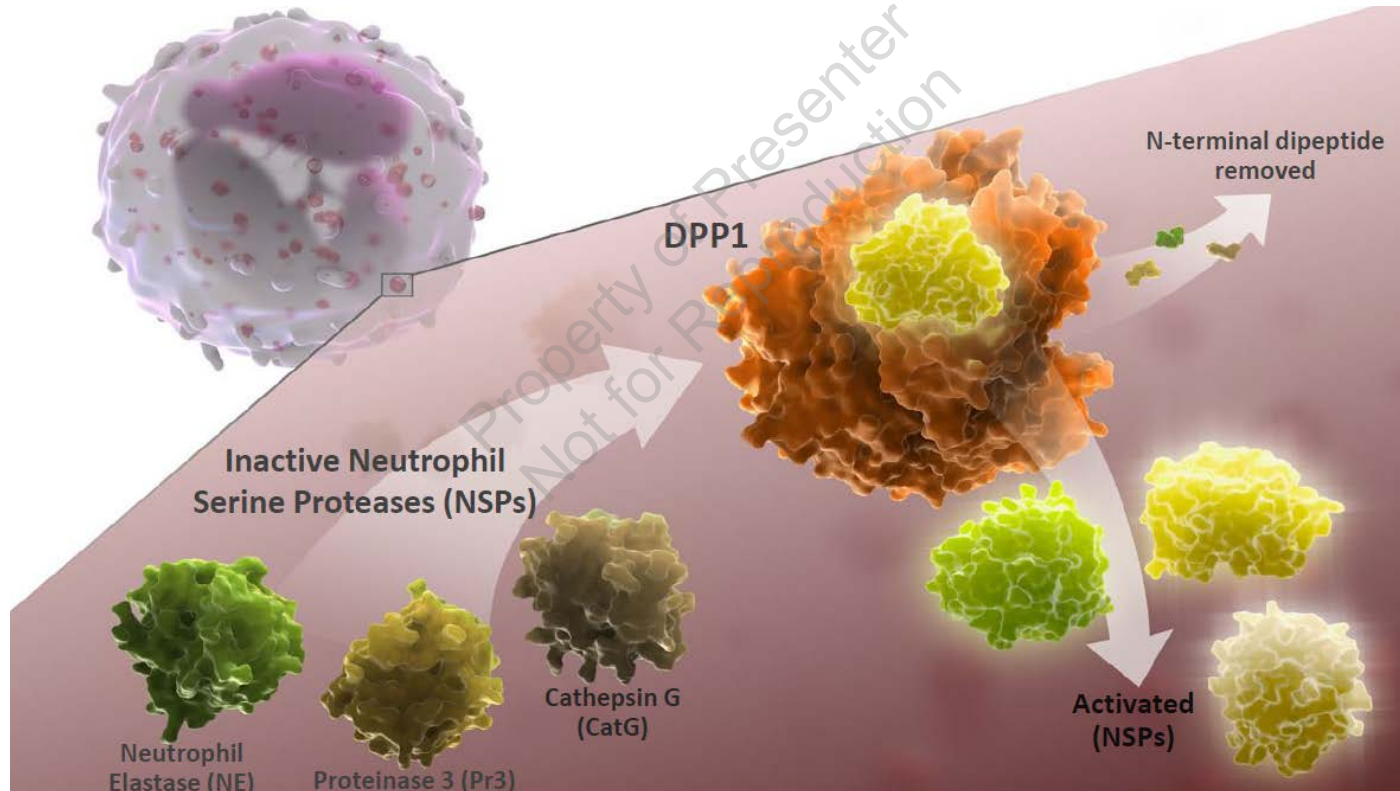 Property of Presenter
Not for Reproduction
N-terminal dipeptide
removed
DPP1
Inactive Neutrophil
Serine Proteases (NSPs)
Cathepsin G
(CatG)
Neutrophil
Elastase (NE)
Proteinase 3 (Pr3)
Activated
(NSPs)